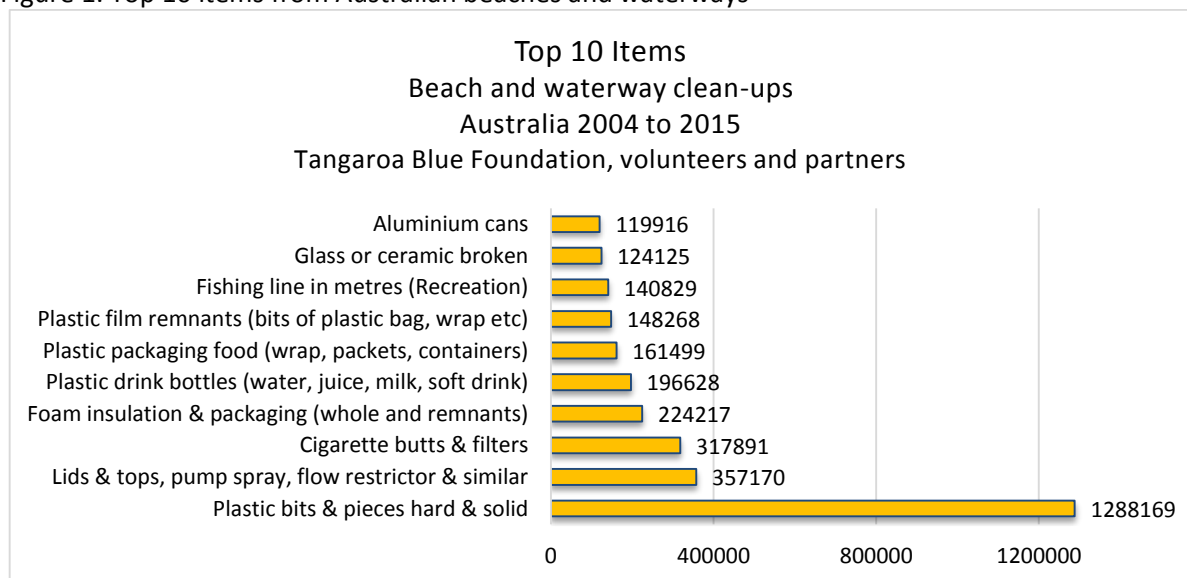 Figure 1: Top 10 items from Australian beaches and waterways
Top 10 Items
Beach and waterway clean-ups
Australia 2004 to 2015
Tangaroa Blue Foundation, volunteers and partners
Aluminium cans 119916
Glass or ceramic broken 124125
Fishing line in metres (Recreation) 140829
Plastic film remnants (bits of plastic bag, wrap etc) 148268
Plastic packaging food (wrap, packets, containers) 161499
Plastic drink bottles (water, juice, milk, soft drink) 196628
Foam insulation & packaging (whole and remnants) 224217
Cigarette butts & filters 317891
Lids & tops, pump spray, flow restrictor & similar 357170
Plastic bits & pieces hard & solid 1288169
0 400000 800000 1200000